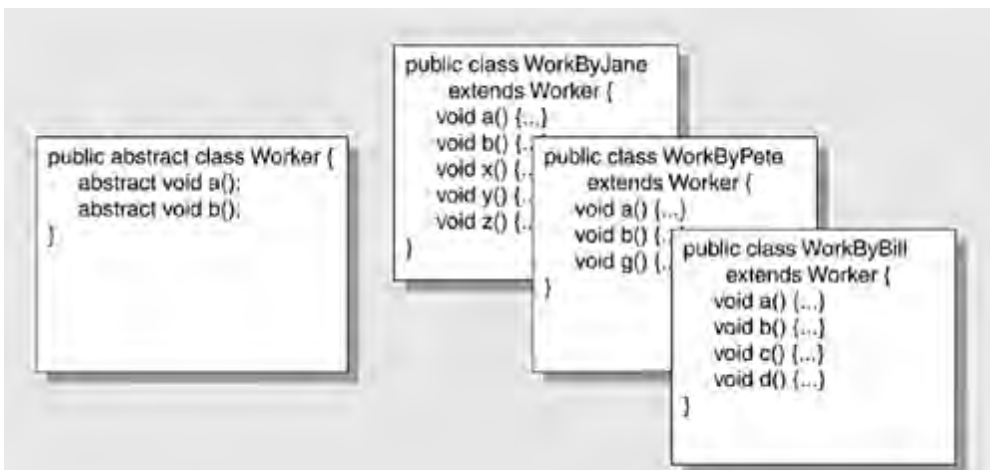 public abstract class Worker {
abstract void a();
abstract void b();
}
public class WorkByJane
extends Worker {
void a() {...}
void b() {...
void x() {...
void y() {...
void z() {...
}
public class WorkByPete
extends Worker {
void a() {...}
void b() {...}
void g() {...
}
public class WorkByBill
extends Worker {
void a() {...}
void b() {...}
void c() {...}
void d() {...}
}